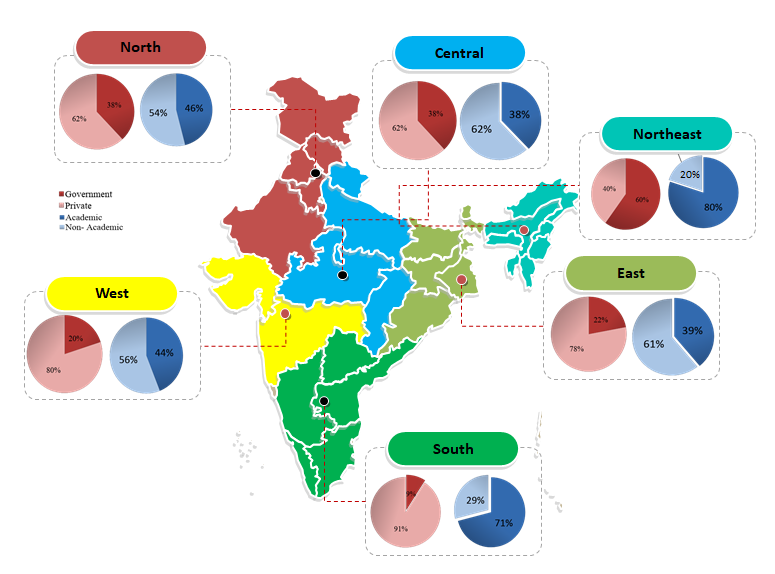 North
38%
62%
54%
46%
Central
38%
62%
62%
38%
Northeast
40%
60%
20%
80%
Government
Private
Academic
Non- Academic
West
20%
80%
56%
44%
East
22%
78%
61%
39%
South
9%
91%
29%
71%